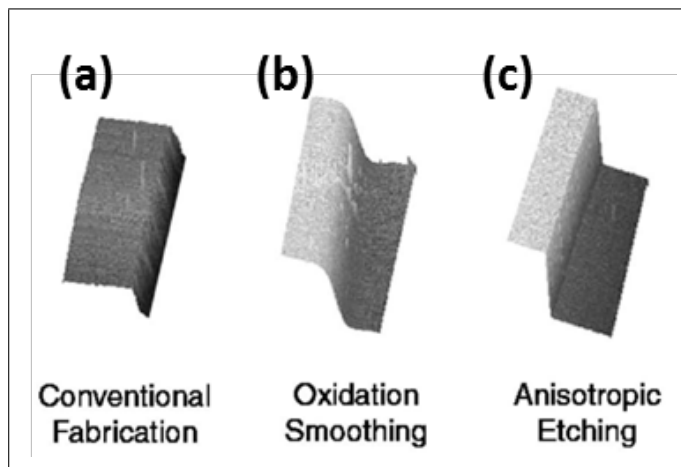 (a) (b) (c)
Conventional Fabrication
Oxidation Smoothing
Anisotropic Etching